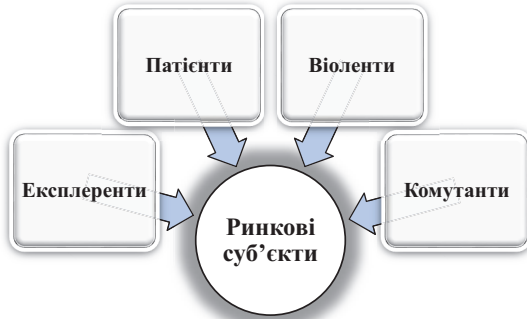 Патієнти
Віоленти
Експлеренти
Комутанти
Ринкові
суб’єкти